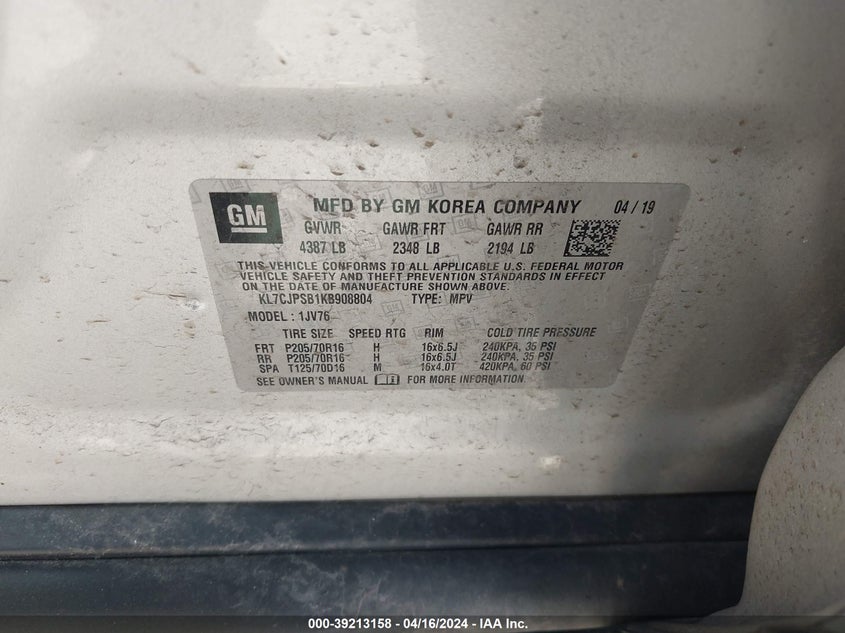 GM
MFD BY GM KOREA COMPANY 04 / 19
GVWR GAWR FRT GAWR RR
4387 LB 2348 LB 2194 LB
THIS VEHICLE CONFORMS TO ALL APPLICABLE U.S. FEDERAL MOTOR
VEHICLE SAFETY AND THEFT PREVENTION STANDARDS IN EFFECT
ON THE DATE OF MANUFACTURE SHOWN ABOVE.
KL7CJPSB1KB908804 TYPE: MPV
MODEL : 1JV76
TIRE SIZE SPEED RTG RIM COLD TIRE PRESSURE
FRT P205/70R16 H 16x6.5J 240KPA, 35 PSI
RR P205/70R16 H 16x6.5J 240KPA, 35 PSI
SPA T125/70D16 M 16x4.0T 420KPA, 60 PSI
SEE OWNER'S MANUAL FOR MORE INFORMATION
000-39213158 - 04/16/2024 - IAA Inc.